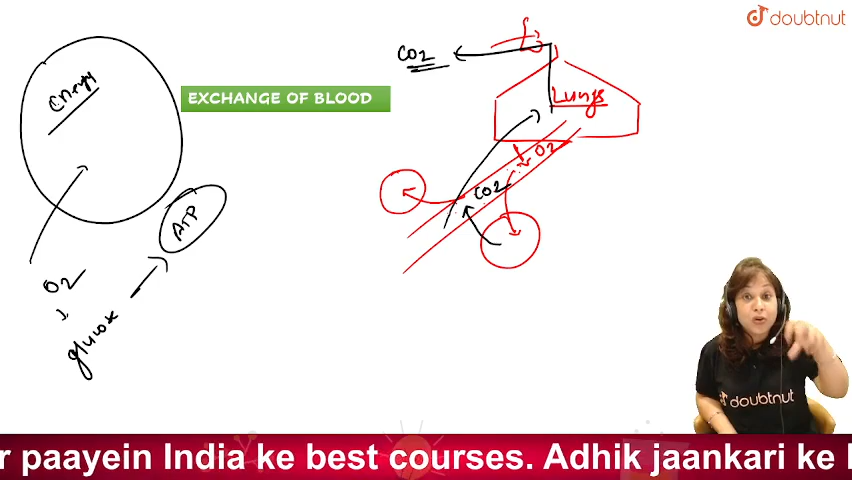 doubtnut
CO2
Energy
EXCHANGE OF BLOOD
Lungs
O2
CO2
ATP
O2
glucose
doubtnut
r paayein India ke best courses. Adhik jaankari ke